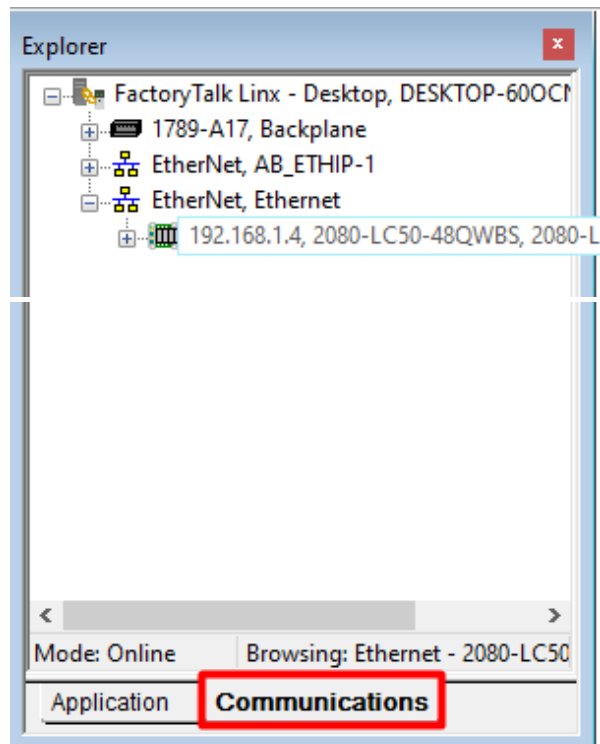 Explorer
x
FactoryTalk Linx - Desktop, DESKTOP-60OCN
1789-A17, Backplane
EtherNet, AB_ETHIP-1
EtherNet, Ethernet
192.168.1.4, 2080-LC50-48QWBS, 2080-L
Mode: Online Browsing: Ethernet - 2080-LC50
Application Communications